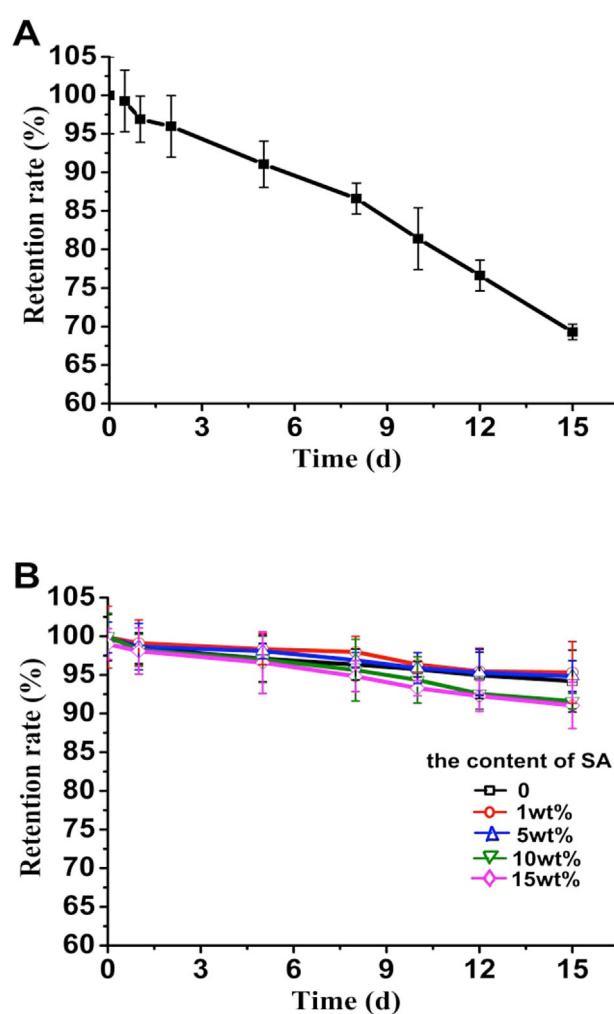 A
Retention rate (%)
105
100
95
90
85
80
75
70
65
60
0 3 6 9 12 15
Time (d)
B
Retention rate (%)
105
100
95
90
85
80
75
70
65
60
the content of SA
0
1wt%
5wt%
10wt%
15wt%
0 3 6 9 12 15
Time (d)